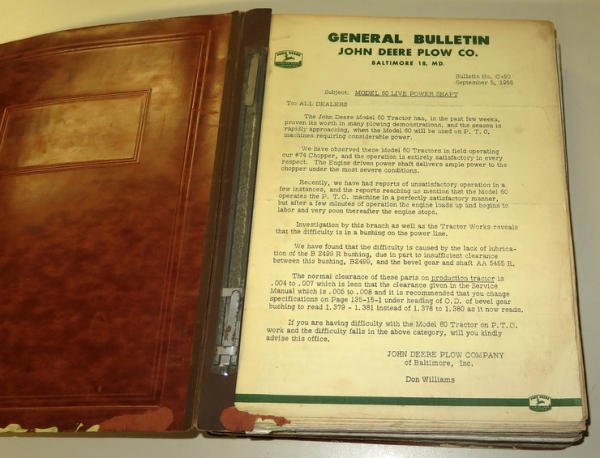 GENERAL BULLETIN
JOHN DEERE PLOW CO.
BALTIMORE 18, MD.
JOHN DEERE
JOHN DEERE
Bulletin No. C-90
September 5, 1956
Subject: MODEL 60 LIVE POWER SHAFT
To: ALL DEALERS
The John Deere Model 60 Tractor has, in the past few weeks,
proven its worth in many plowing demonstrations, and the season is
rapidly approaching, when the Model 60 will be used on P. T. O.
machines requiring considerable power.
We have observed these Model 60 Tractors in field operating
our #74 Chopper, and the operation is entirely satisfactory in every
respect. The Engine driven power shaft delivers ample power to the
chopper under the most severe conditions.
Recently, we have had reports of unsatisfactory operation in a
few instances, and the reports reaching us mention that the Model 60
operates the P. T. O. machine in a perfectly satisfactory manner,
but after a few minutes of operation the engine loads up and begins to
labor and very soon thereafter the engine stops.
Investigation by this branch as well as the Tractor Works reveals
that the difficulty is in a bushing on the power line.
We have found that the difficulty is caused by the lack of lubrica-
tion of the B 2499 R bushing, due in part to insufficient clearance
between this bushing, B2499, and the bevel gear and shaft AA 5455 R.
The normal clearance of these parts on production tractor is
.004 to .007 which is less that the clearance given in the Service
Manual which is .005 to .008 and it is recommended that you change
specifications on Page 135-15-1 under heading of O.D. of bevel gear
bushing to read 1.379 - 1.381 instead of 1.378 to 1.380 as it now reads.
If you are having difficulty with the Model 60 Tractor on P.T.O.
work and the difficulty falls in the above category, will you kindly
advise this office.
JOHN DEERE PLOW COMPANY
of Baltimore, Inc.
Don Williams
JOHN DEERE